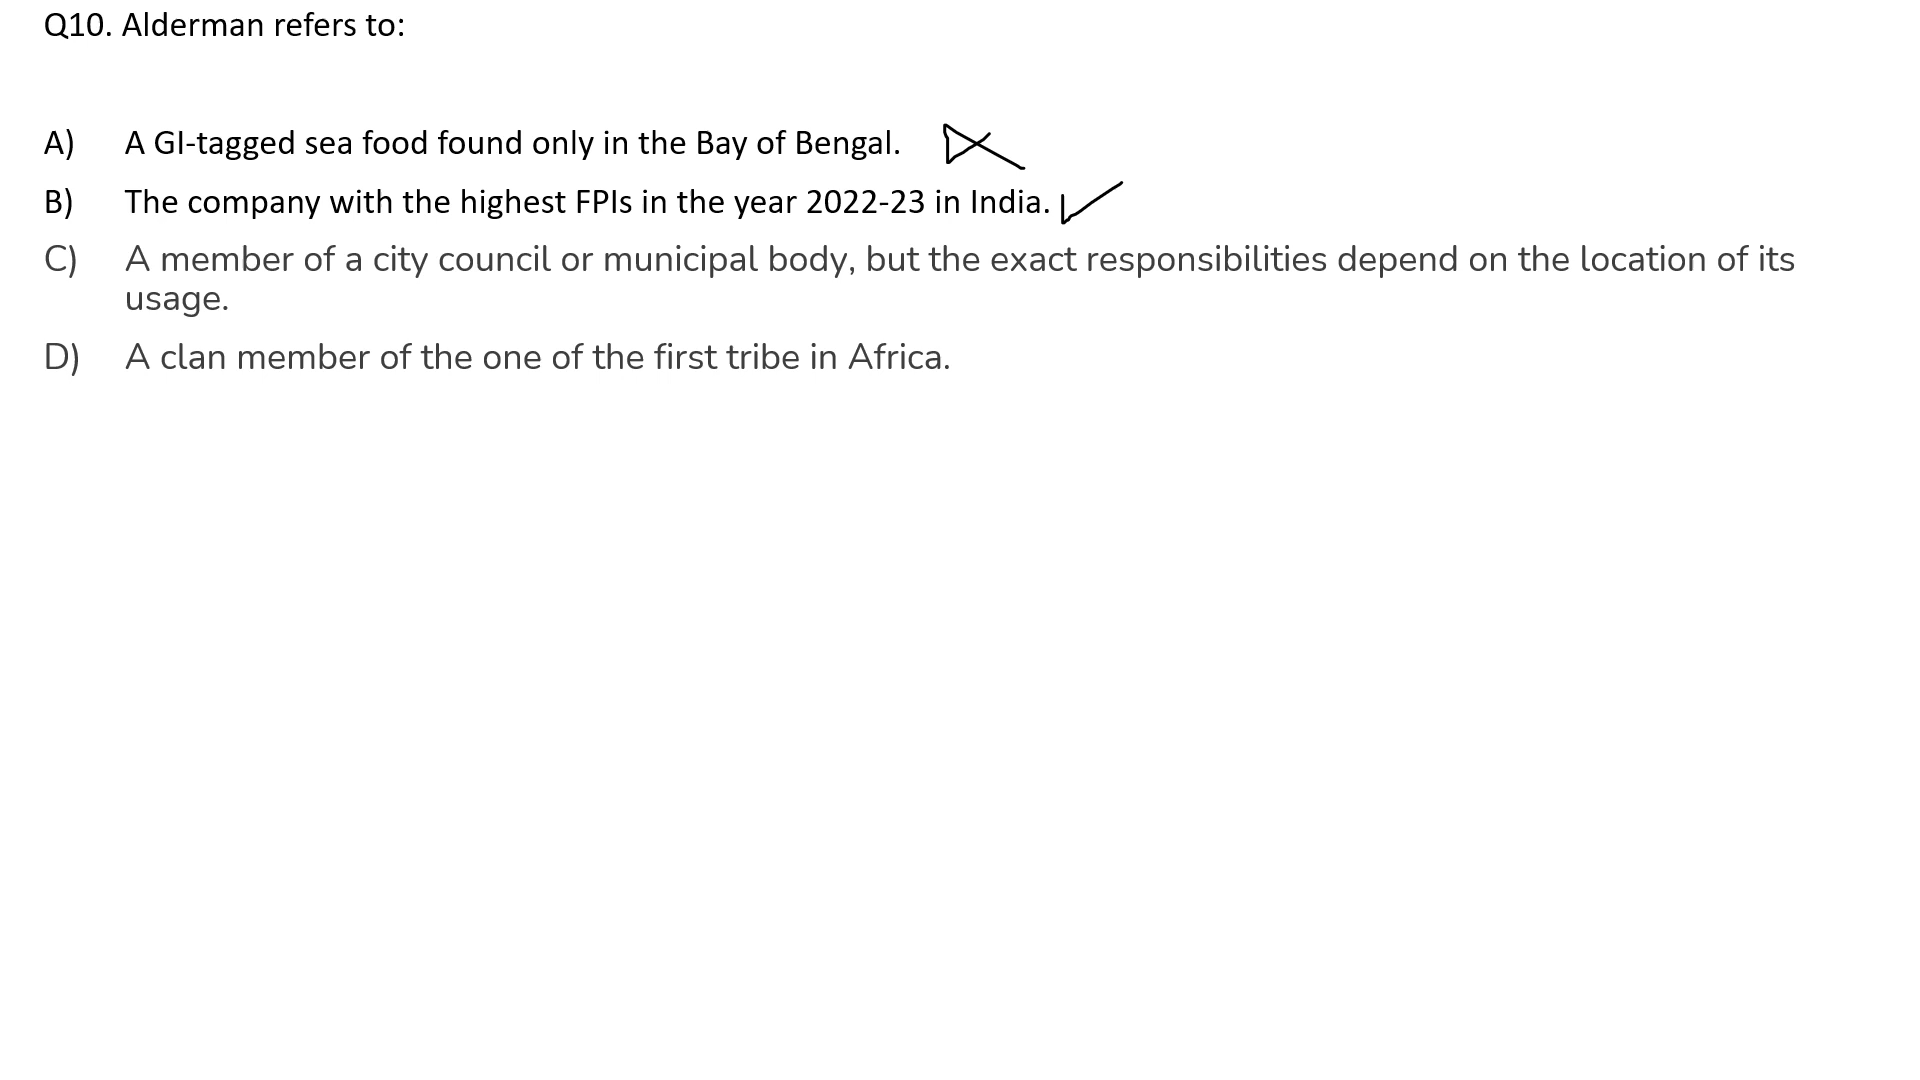 Q10. Alderman refers to:
A) A GI-tagged sea food found only in the Bay of Bengal.
B) The company with the highest FPIs in the year 2022-23 in India.
C) A member of a city council or municipal body, but the exact responsibilities depend on the location of its
usage.
D) A clan member of the one of the first tribe in Africa.